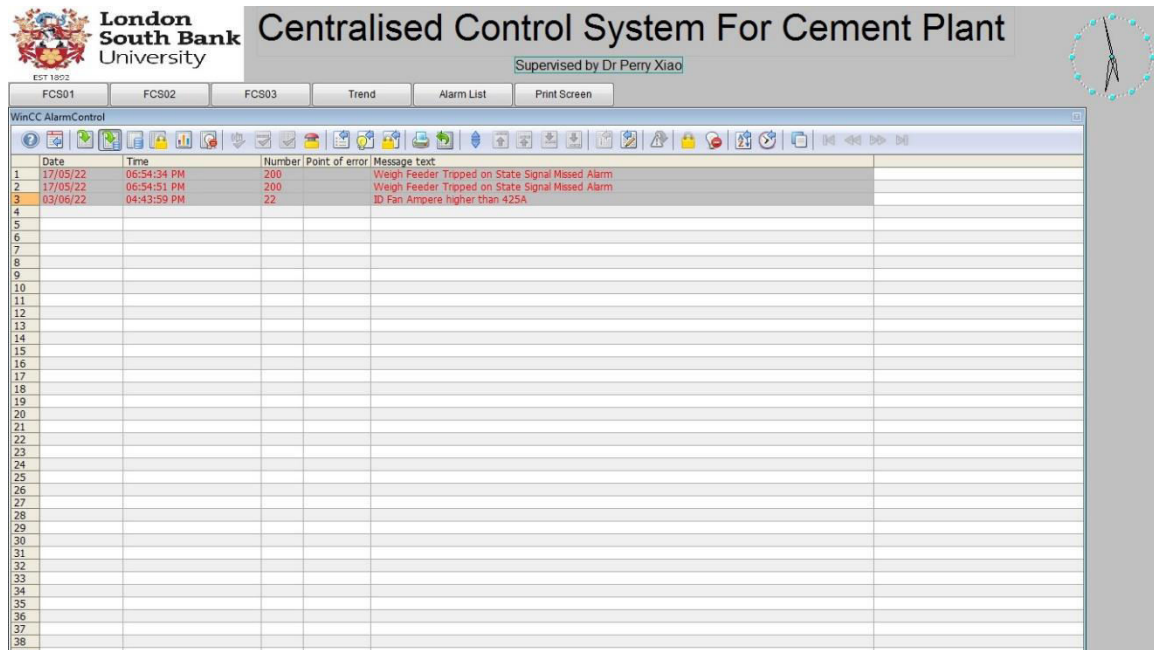 London
South Bank
University
EST 1892
Centralised Control System For Cement Plant
Supervised by Dr Perry Xiao
FCS01 FCS02 FCS03 Trend Alarm List Print Screen
WinCC AlarmControl
Date Time Number Point of error Message text
1 17/05/22 06:54:34 PM 200 Weigh Feeder Tripped on State Signal Missed Alarm
2 17/05/22 06:54:51 PM 200 Weigh Feeder Tripped on State Signal Missed Alarm
3 03/06/22 04:43:59 PM 22 ID Fan Ampere higher than 425A
4
5
6
7
8
9
10
11
12
13
14
15
16
17
18
19
20
21
22
23
24
25
26
27
28
29
30
31
32
33
34
35
36
37
38